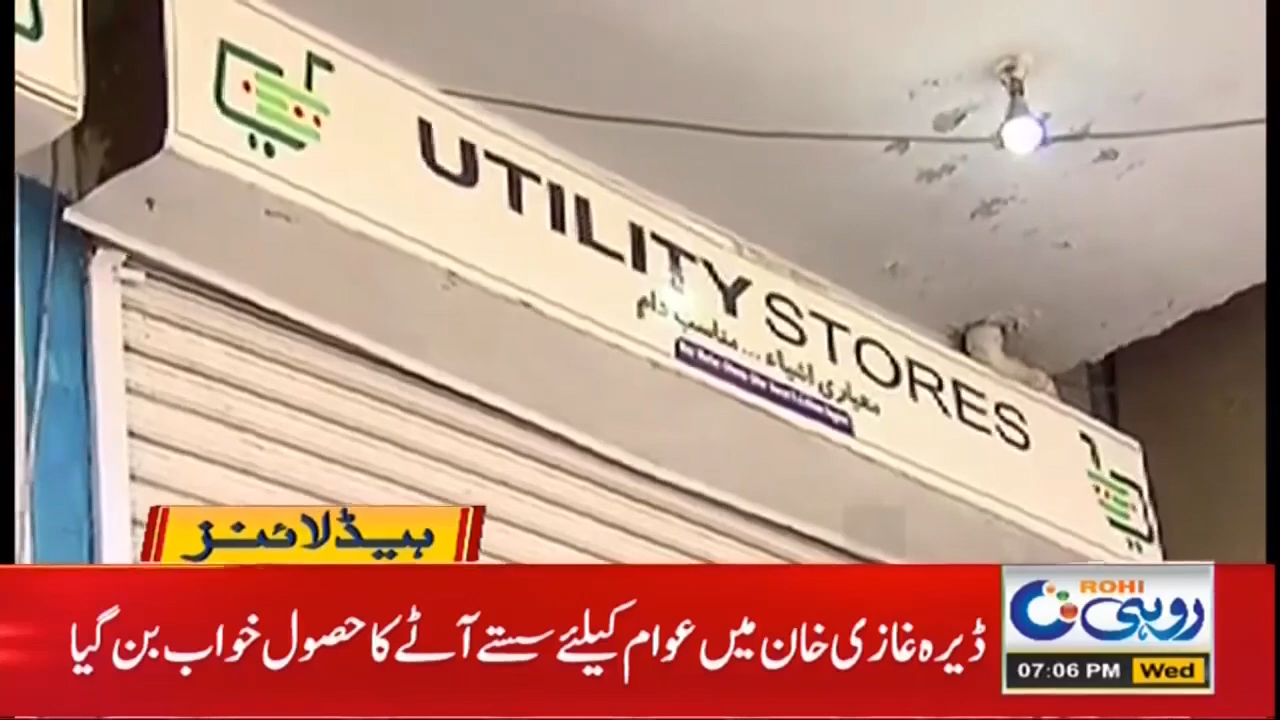 UTILITY STORES
معیاری اشیاء ... مناسب دام
ہیڈلائنز
ڈیرہ غازی خان میں عوام کیلئے سستے آٹے کا حصول خواب بن گیا
ROHI
روہی
07:06 PM Wed